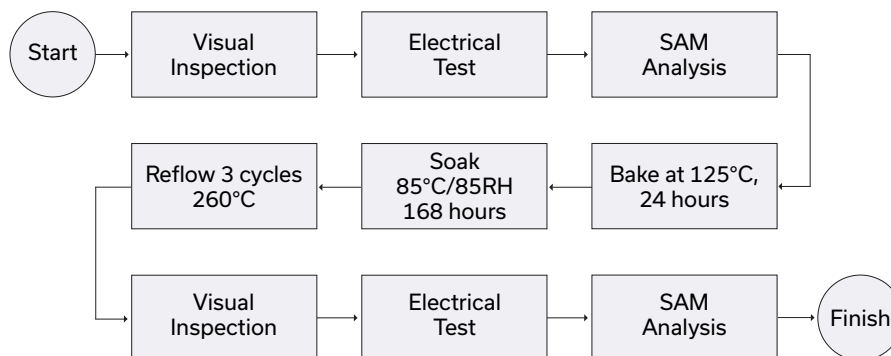 Start
Visual
Inspection
Electrical
Test
SAM
Analysis
Bake at 125°C,
24 hours
Soak
85°C/85RH
168 hours
Reflow 3 cycles
260°C
Visual
Inspection
Electrical
Test
SAM
Analysis
Finish